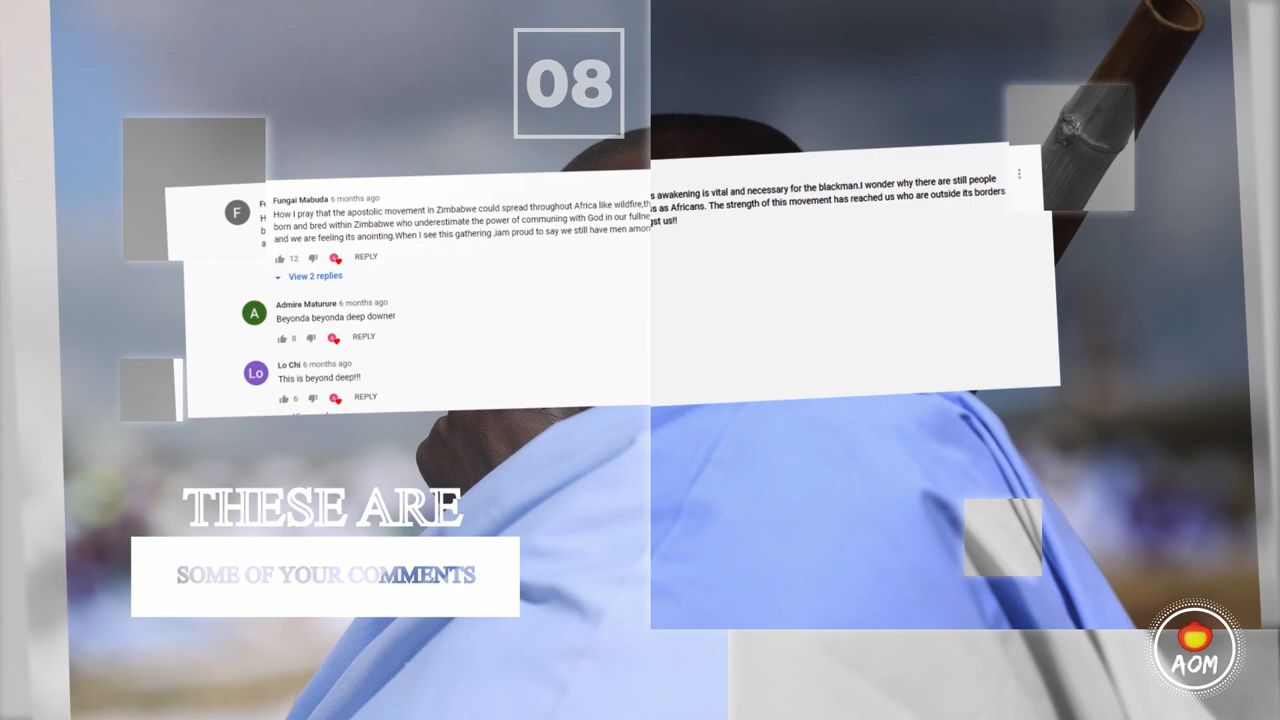 08
Fungai Mabuda 6 months ago
How I pray that the apostolic movement in Zimbabwe could spread throughout Africa like wildfire,th s awakening is vital and necessary for the blackman.I wonder why there are still people
born and bred within Zimbabwe who underestimate the power of communing with God in our fullne is as Africans. The strength of this movement has reached us who are outside its borders
and we are feeling its anointing.When I see this gathering ,iam proud to say we still have men amon gst us!!
12 REPLY
View 2 replies
Admire Maturure 6 months ago
Beyonda beyonda deep downer
8 REPLY
Lo Chi 6 months ago
This is beyond deep!!!
6 REPLY
THESE ARE
SOME OF YOUR COMMENTS
AOM